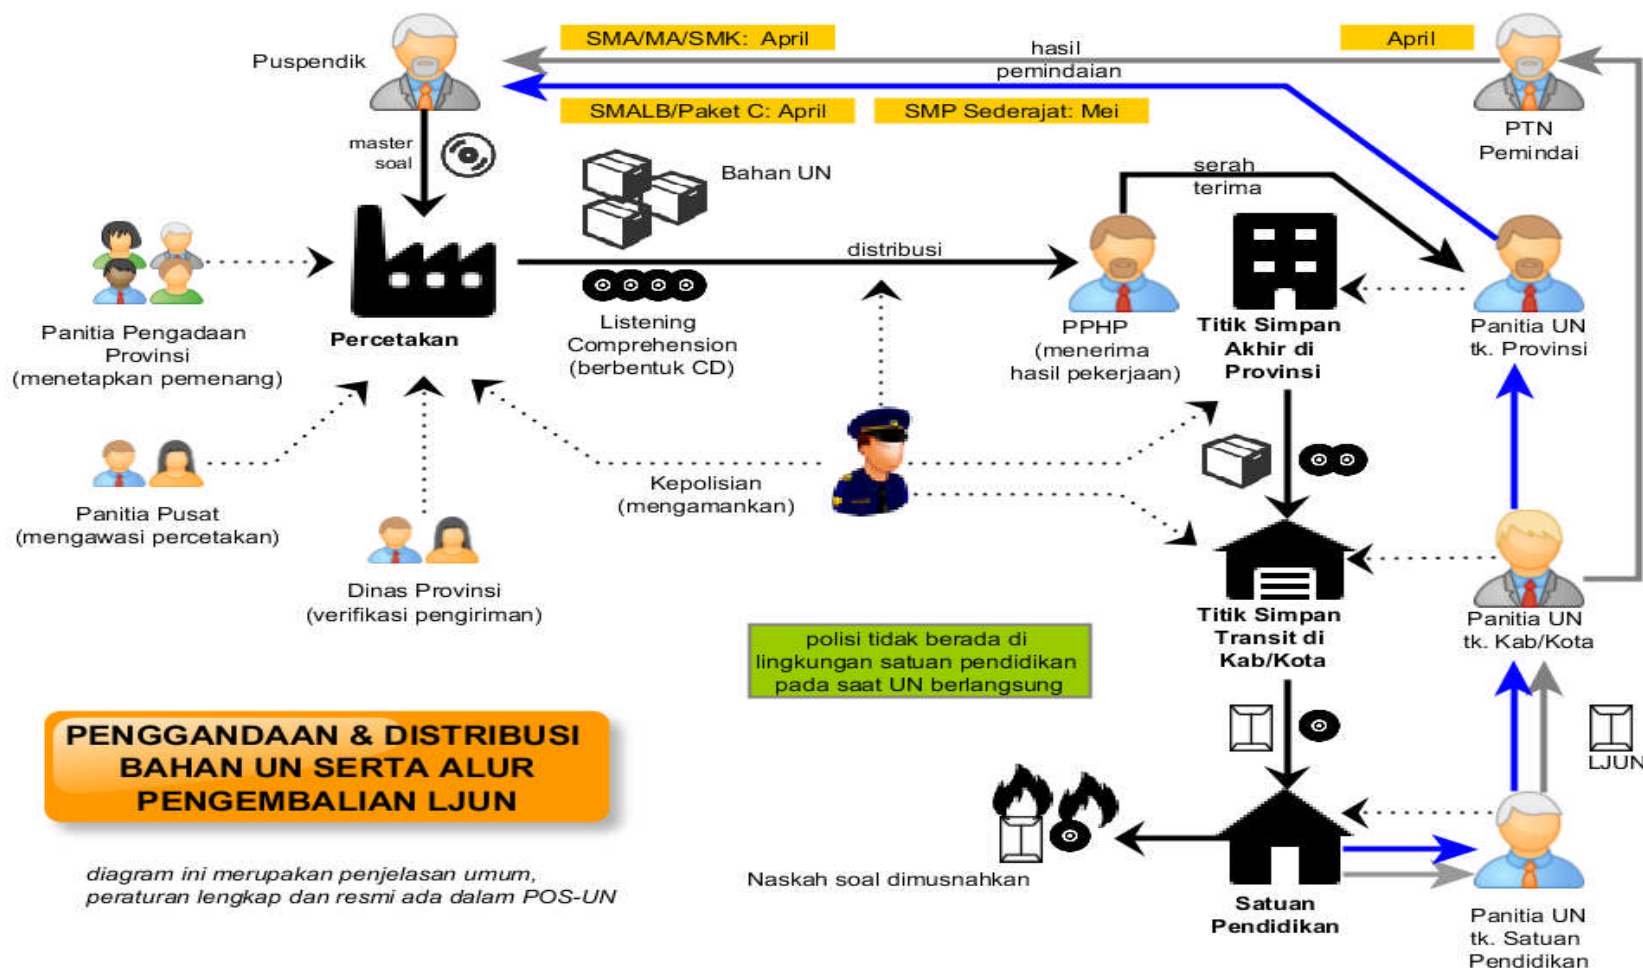 SMA/MA/SMK: April
April
Puspendik
hasil
pemindaian
SMALB/Paket C: April
SMP Sederajat: Mei
PTN
Pemindai
master
soal
Bahan UN
serah
terima
distribusi
Panitia Pengadaan
Provinsi
(menetapkan pemenang)
Percetakan
Listening
Comprehension
(berbentuk CD)
PPHP
(menerima
hasil pekerjaan)
Titik Simpan
Akhir di
Provinsi
Panitia UN
tk. Provinsi
Panitia Pusat
(mengawasi percetakan)
Kepolisian
(mengamankan)
Dinas Provinsi
(verifikasi pengiriman)
Titik Simpan
Transit di
Kab/Kota
Panitia UN
tk. Kab/Kota
polisi tidak berada di
lingkungan satuan pendidikan
pada saat UN berlangsung
LJUN
PENGGANDAAN & DISTRIBUSI
BAHAN UN SERTA ALUR
PENGEMBALIAN LJUN
diagram ini merupakan penjelasan umum,
peraturan lengkap dan resmi ada dalam POS-UN
Naskah soal dimusnahkan
Satuan
Pendidikan
Panitia UN
tk. Satuan
Pendidikan